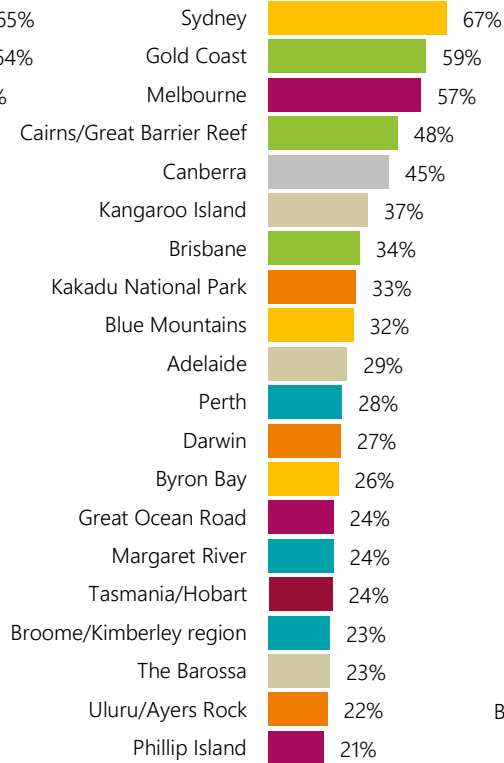 65%
54%
%
Sydney 67%
Gold Coast 59%
Melbourne 57%
Cairns/Great Barrier Reef 48%
Canberra 45%
Kangaroo Island 37%
Brisbane 34%
Kakadu National Park 33%
Blue Mountains 32%
Adelaide 29%
Perth 28%
Darwin 27%
Byron Bay 26%
Great Ocean Road 24%
Margaret River 24%
Tasmania/Hobart 24%
Broome/Kimberley region 23%
The Barossa 23%
Uluru/Ayers Rock 22%
B
Phillip Island 21%